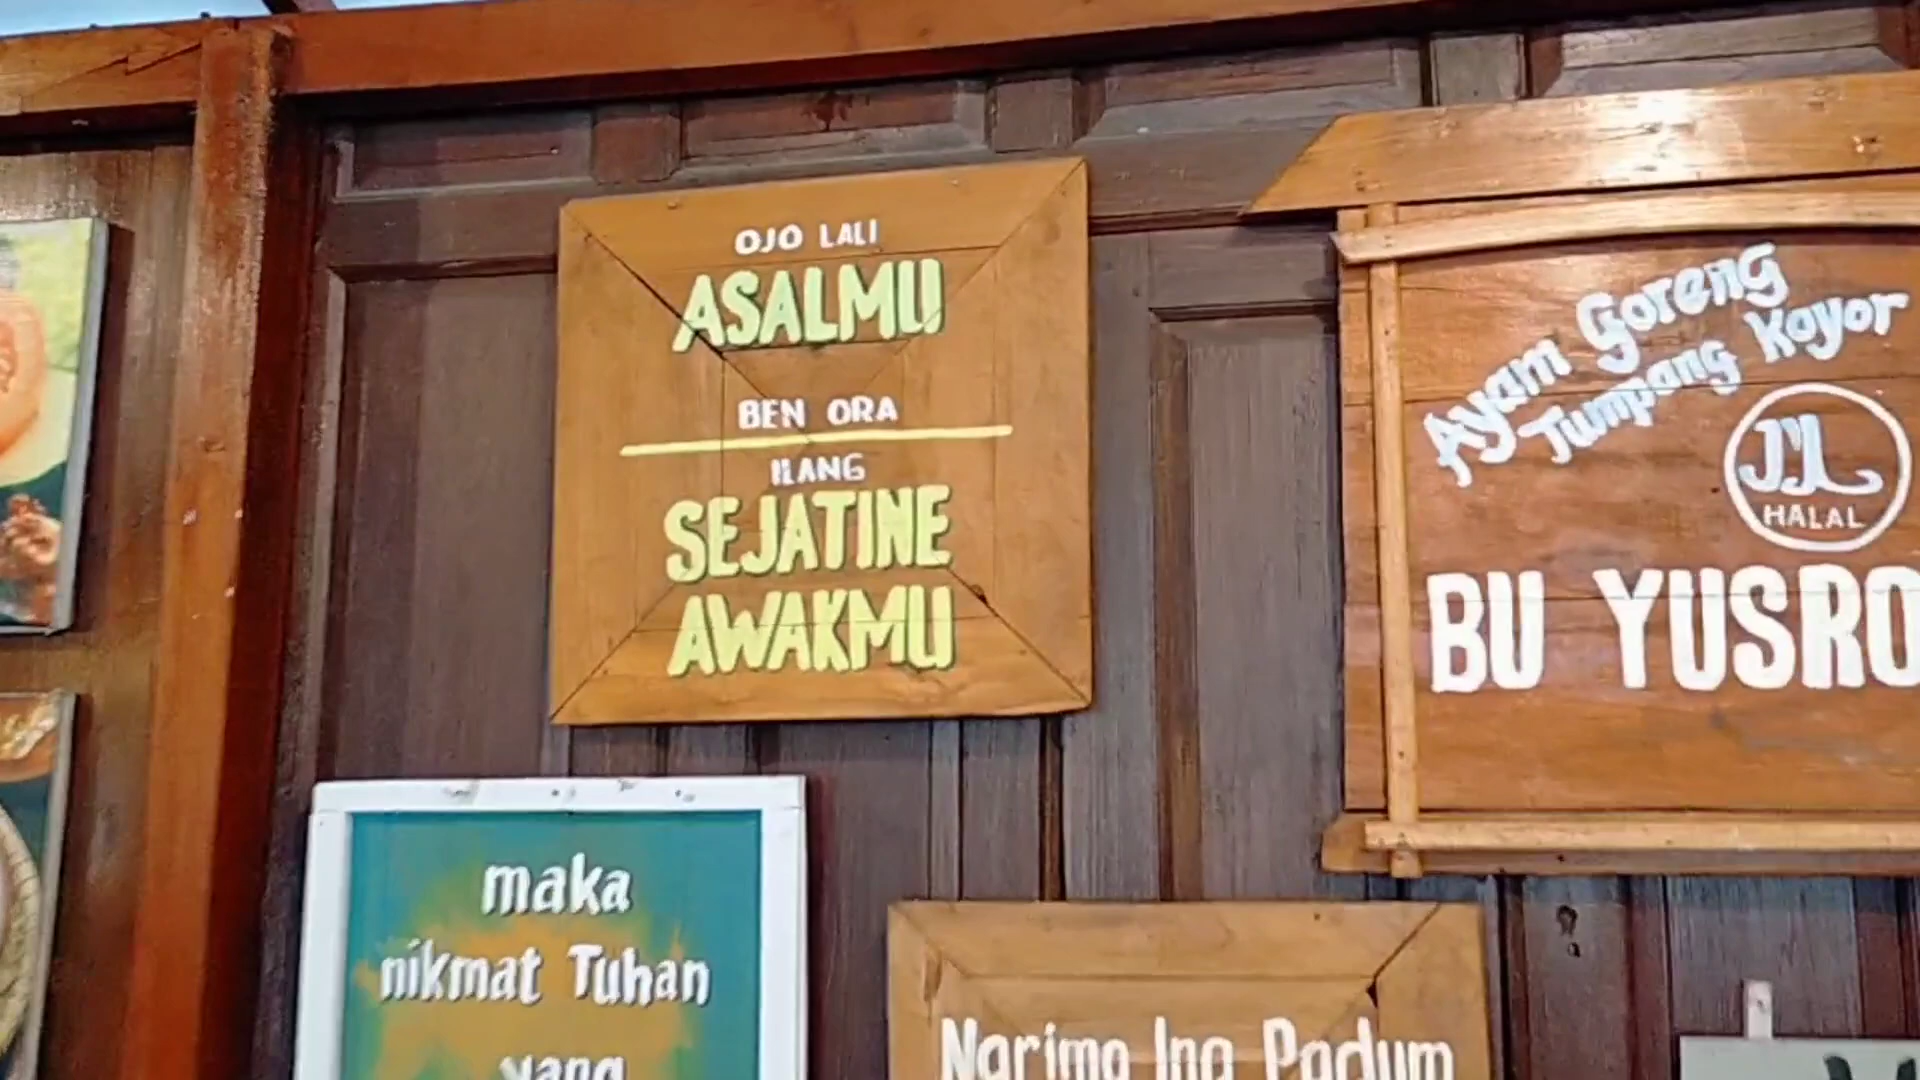 OJO LALI
ASALMU
BEN ORA
ILANG
SEJATINE
AWAKMU
Ayam Goreng
Tumpang Koyor
HALAL
BU YUSRO
maka
nikmat Tuhan
yang
Narimo Ing Pandum